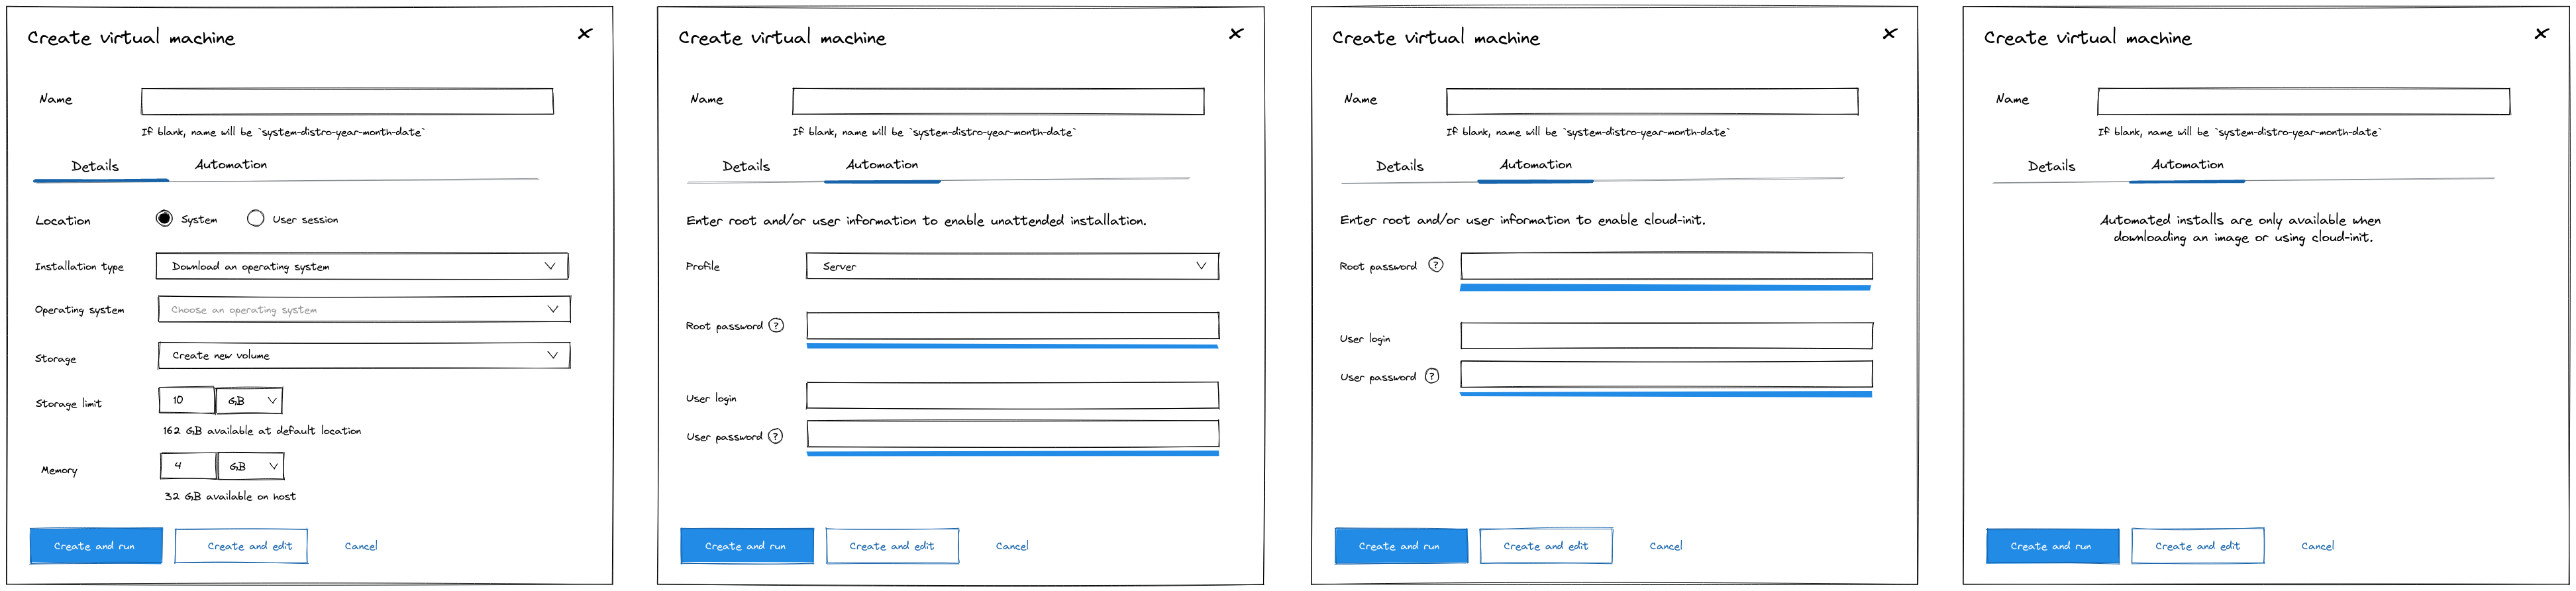 Create virtual machine ×
Name
If blank, name will be `system-distro-year-month-date`
Details Automation
Location System User session
Installation type Download an operating system
Operating system Choose an operating system
Storage Create new volume
Storage limit 10 GB
162 GB available at default location
Memory 4 GB
32 GB available on host
Create and run Create and edit Cancel
Create virtual machine ×
Name
If blank, name will be `system-distro-year-month-date`
Details Automation
Enter root and/or user information to enable unattended installation.
Profile Server
Root password ?
User login
User password ?
Create and run Create and edit Cancel
Create virtual machine ×
Name
If blank, name will be `system-distro-year-month-date`
Details Automation
Enter root and/or user information to enable cloud-init.
Root password ?
User login
User password ?
Create and run Create and edit Cancel
Create virtual machine ×
Name
If blank, name will be `system-distro-year-month-date`
Details Automation
Automated installs are only available when
downloading an image or using cloud-init.
Create and run Create and edit Cancel